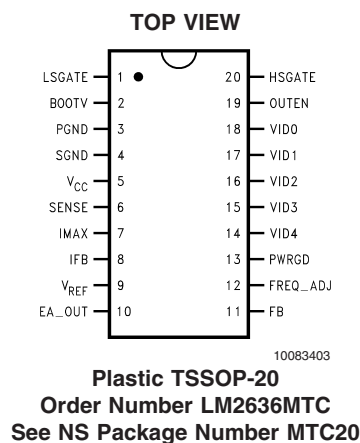 TOP VIEW
LSGATE 1 20 HSGATE
BOOTV 2 19 OUTEN
PGND 3 18 VID0
SGND 4 17 VID1
VCC 5 16 VID2
SENSE 6 15 VID3
IMAX 7 14 VID4
IFB 8 13 PWRGD
VREF 9 12 FREQ_ADJ
EA_OUT 10 11 FB
10083403
Plastic TSSOP-20
Order Number LM2636MTC
See NS Package Number MTC20